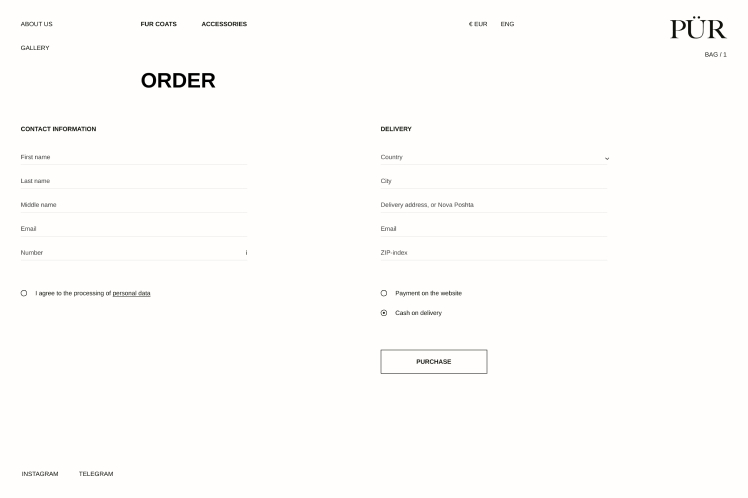 ABOUT US
FUR COATS
ACCESSORIES
€ EUR
ENG
PÜR
GALLERY
BAG / 1
ORDER
CONTACT INFORMATION
First name
Last name
Middle name
Email
Number
i
I agree to the processing of personal data
DELIVERY
Country
City
Delivery address, or Nova Poshta
Email
ZIP-index
Payment on the website
Cash on delivery
PURCHASE
INSTAGRAM
TELEGRAM